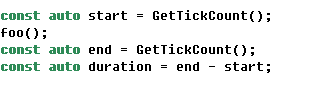 const auto start = GetTickCount();
foo();
const auto end = GetTickCount();
const auto duration = end - start;